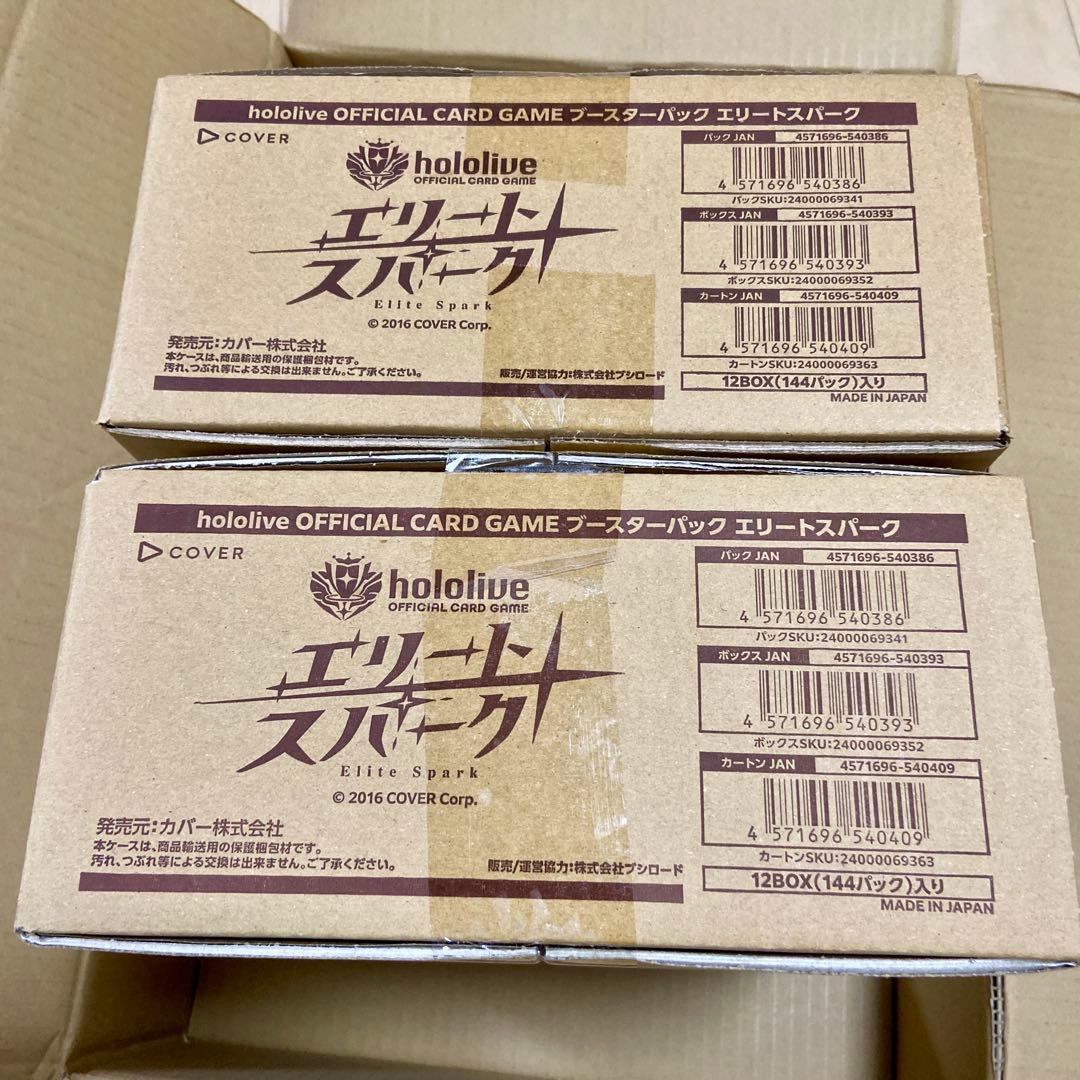 hololive OFFICIAL CARD GAME ブースターパック エリートスパーク
COVER
hololive
OFFICIAL CARD GAME
エリート
スパーク
Elite Spark
© 2016 COVER Corp.
発売元:カバー株式会社
本ケースは、商品輸送用の保護梱包材です。
汚れ、つぶれ等による交換は出来ません。ご了承ください。
販売/運営協力:株式会社ブシロード
パック JAN 4571696-540386
4 571696 540386
パックSKU:24000069341
ボックス JAN 4571696-540393
4 571696 540393
ボックスSKU:24000069352
カートン JAN 4571696-540409
4 571696 540409
カートンSKU:24000069363
12BOX(144パック)入り
MADE IN JAPAN
hololive OFFICIAL CARD GAME ブースターパック エリートスパーク
COVER
hololive
OFFICIAL CARD GAME
エリート
スパーク
Elite Spark
© 2016 COVER Corp.
発売元:カバー株式会社
本ケースは、商品輸送用の保護梱包材です。
汚れ、つぶれ等による交換は出来ません。ご了承ください。
販売/運営協力:株式会社ブシロード
パック JAN 4571696-540386
4 571696 540386
パックSKU:24000069341
ボックス JAN 4571696-540393
4 571696 540393
ボックスSKU:24000069352
カートン JAN 4571696-540409
4 571696 540409
カートンSKU:24000069363
12BOX(144パック)入り
MADE IN JAPAN